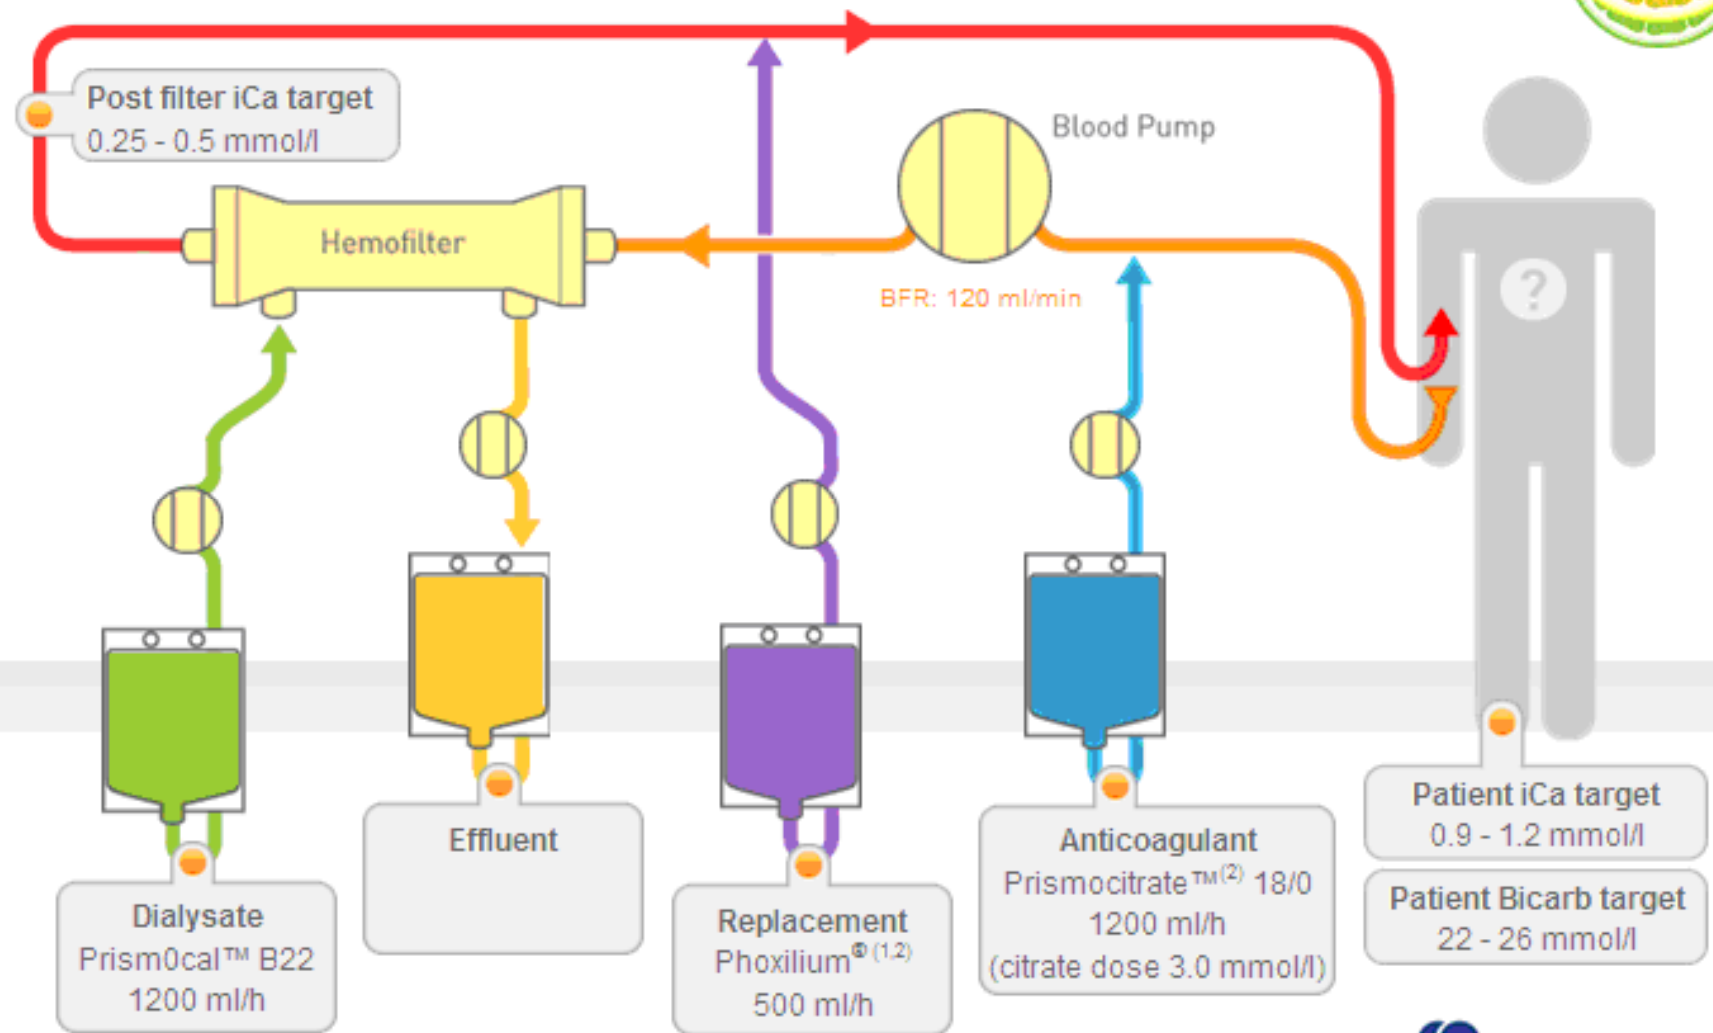 Post filter iCa target
0.25 - 0.5 mmol/l
Blood Pump
Hemofilter
BFR: 120 ml/min
?
Effluent
Dialysate
Prism0cal™ B22
1200 ml/h
Replacement
Phoxilium® (1,2)
500 ml/h
Anticoagulant
Prismocitrate™(2) 18/0
1200 ml/h
(citrate dose 3.0 mmol/l)
Patient iCa target
0.9 - 1.2 mmol/l
Patient Bicarb target
22 - 26 mmol/l